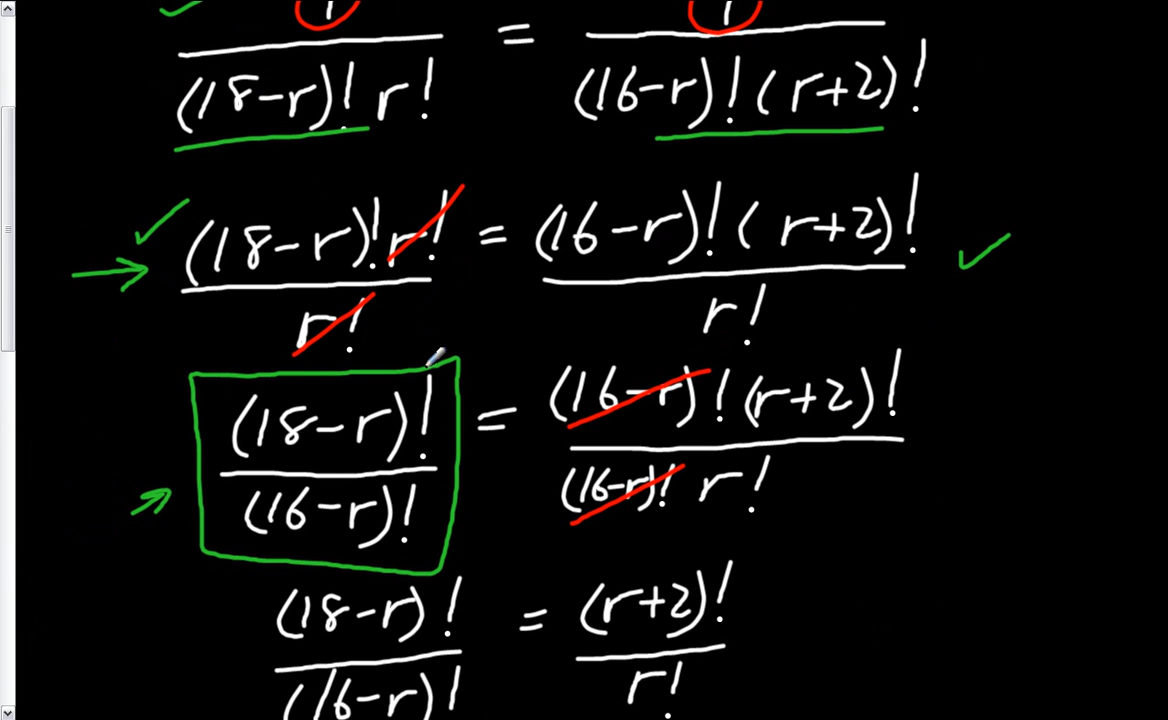 1 = 1
(18-r)! r! (16-r)! (r+2)!
(18-r)! r! = (16-r)! (r+2)!
r! r!
(18-r)! = (16-r)! (r+2)!
(16-r)! (16-r)! r!
(18-r)! = (r+2)!
(16-r)! r!